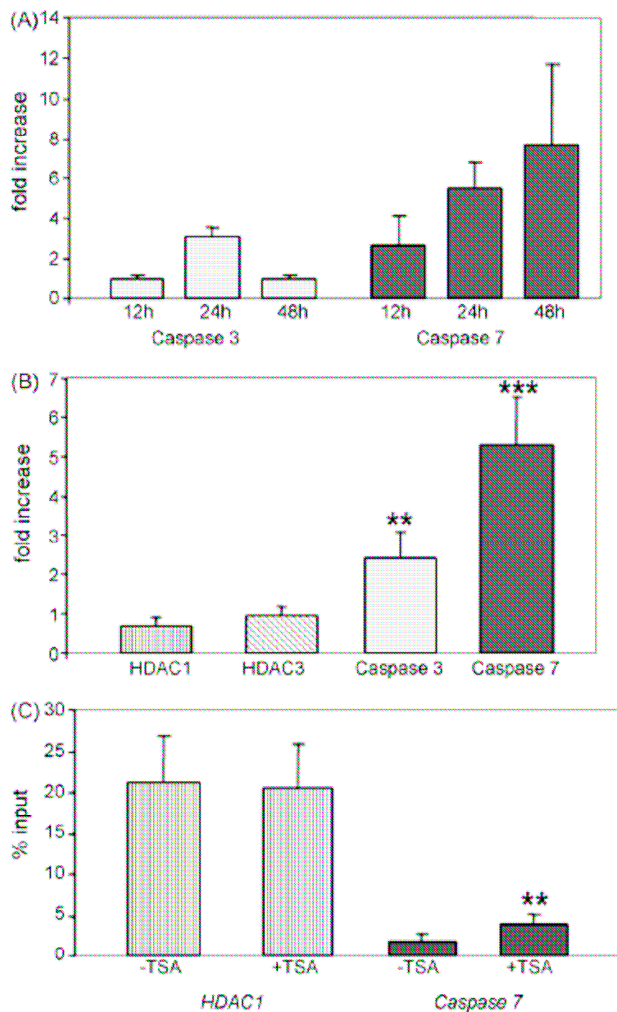 (A) 14
12
10
8
6
4
2
0
fold increase
12h 24h 48h 12h 24h 48h
Caspase 3 Caspase 7
(B) 7
6
5
4
3
2
1
0
fold increase
** ***
HDAC1 HDAC3 Caspase 3 Caspase 7
(C) 30
25
20
15
10
5
0
% input
**
-TSA +TSA -TSA +TSA
HDAC1 Caspase 7